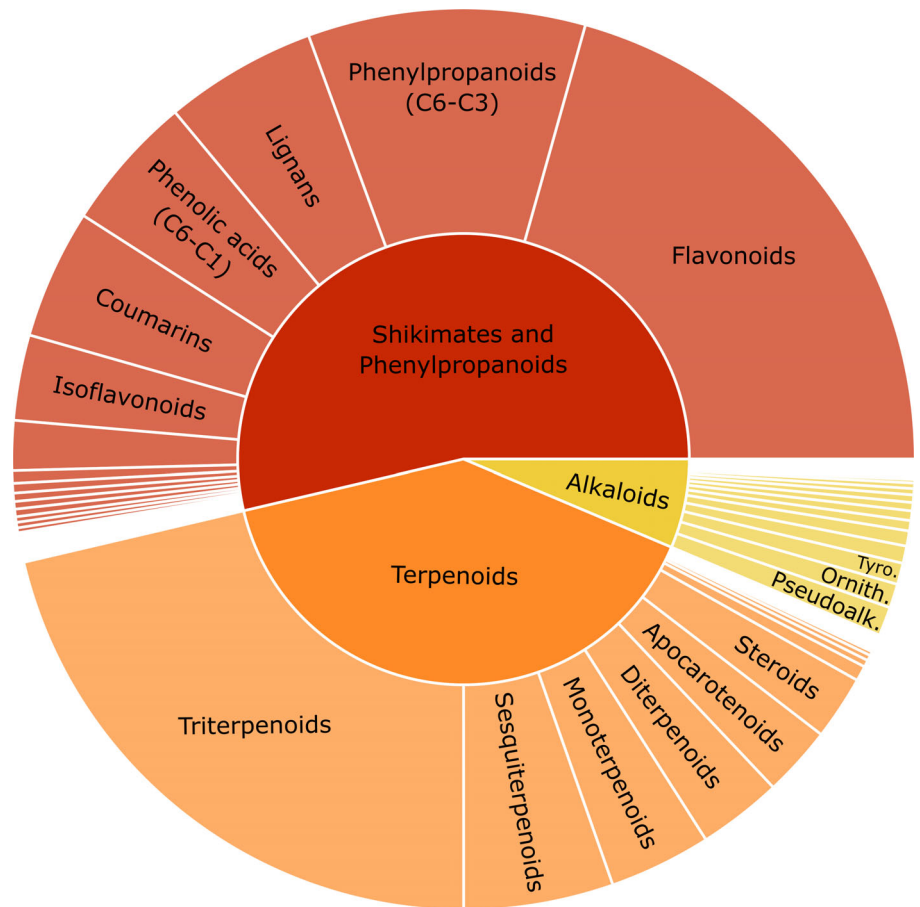 Phenylpropanoids
(C6-C3)
Flavonoids
Lignans
Phenolic acids
(C6-C1)
Coumarins
Isoflavonoids
Shikimates and
Phenylpropanoids
Alkaloids
Tyro.
Ornith.
Pseudoalk.
Terpenoids
Steroids
Apocarotenoids
Diterpenoids
Monoterpenoids
Sesquiterpenoids
Triterpenoids